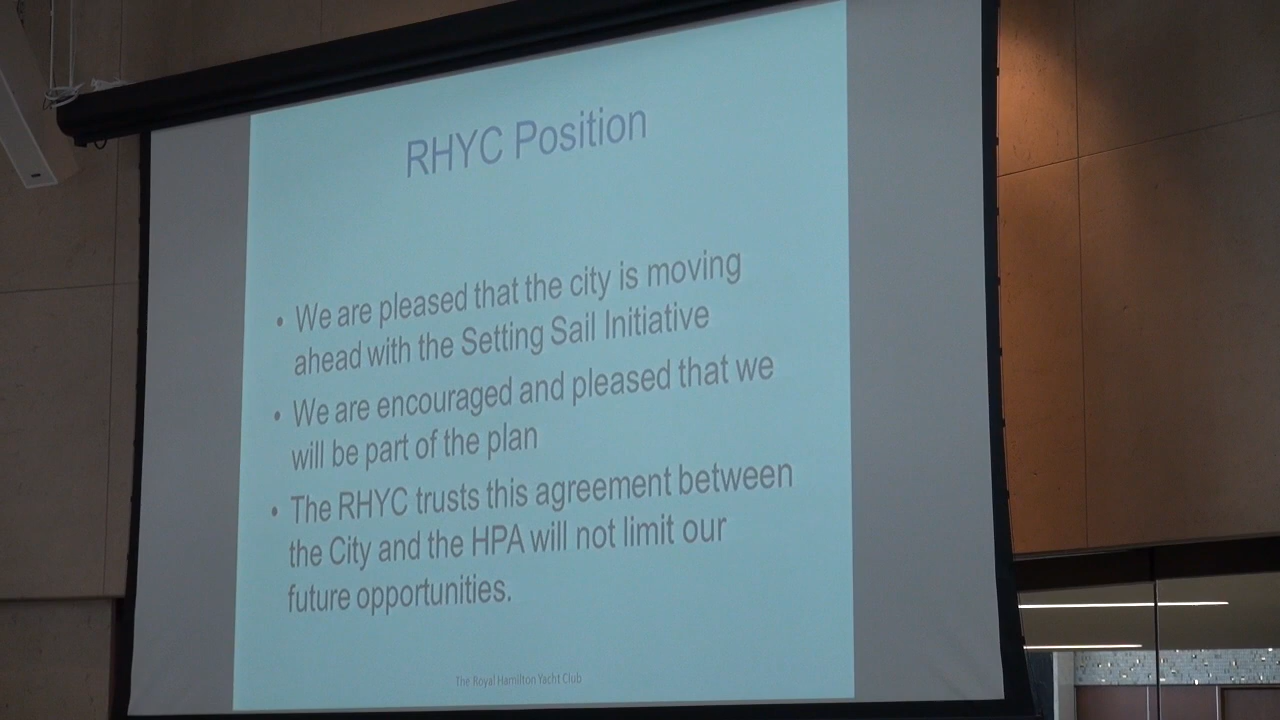 RHYC Position
• We are pleased that the city is moving
ahead with the Setting Sail Initiative
• We are encouraged and pleased that we
will be part of the plan
• The RHYC trusts this agreement between
the City and the HPA will not limit our
future opportunities.
The Royal Hamilton Yacht Club